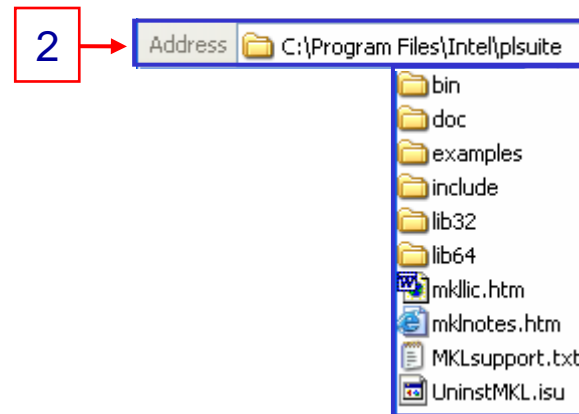 2
Address C:\Program Files\Intel\plsuite
bin
doc
examples
include
lib32
lib64
mkllic.htm
mklnotes.htm
MKLsupport.txt
UninstMKL.isu